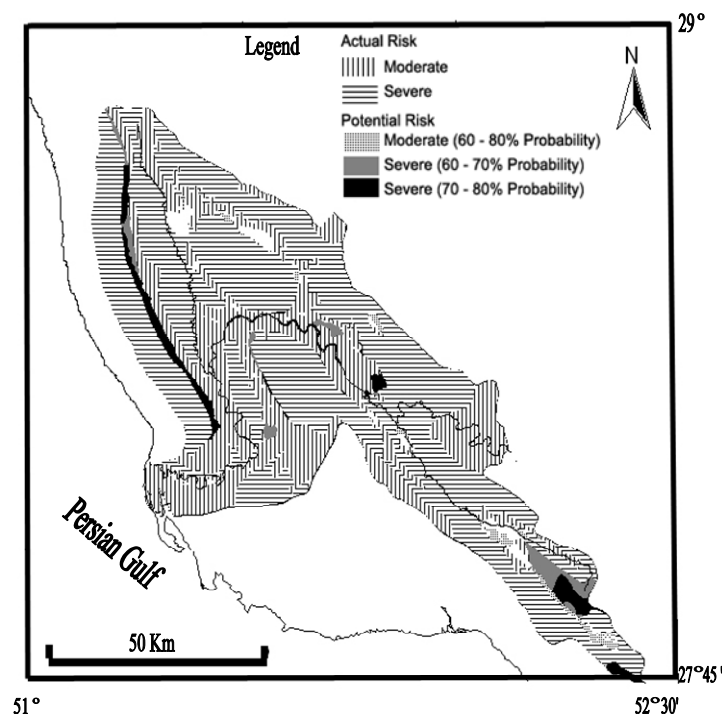 29°
Legend
Actual Risk
Moderate
Severe
Potential Risk
Moderate (60 - 80% Probability)
Severe (60 - 70% Probability)
Severe (70 - 80% Probability)
N
Persian Gulf
50 Km
27°45'
51°
52°30'